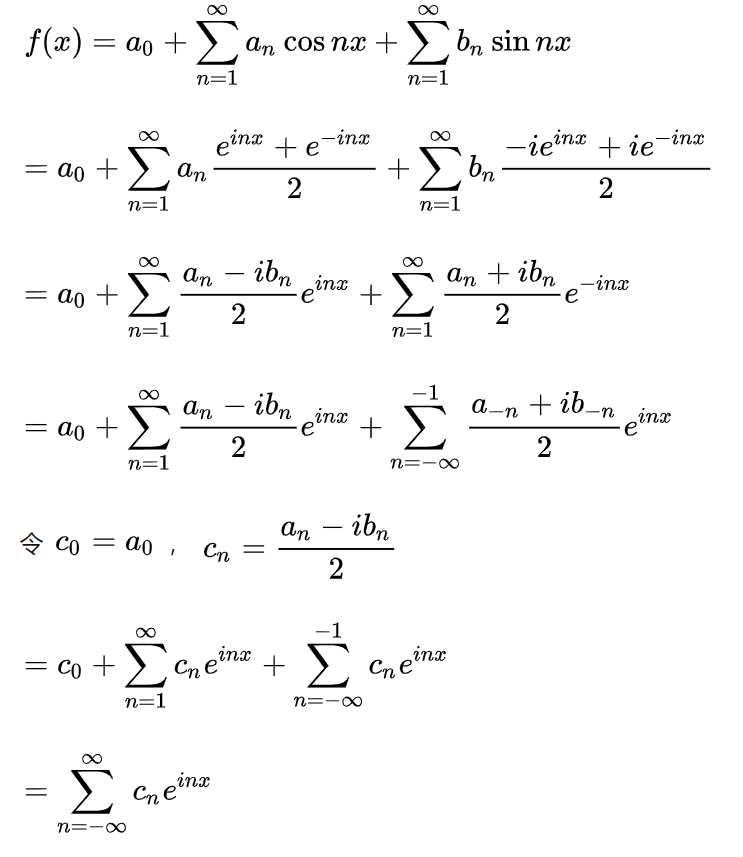 f(x) = a_0 + \sum_{n=1}^{\infty} a_n \cos nx + \sum_{n=1}^{\infty} b_n \sin nx
= a_0 + \sum_{n=1}^{\infty} a_n \frac{e^{inx} + e^{-inx}}{2} + \sum_{n=1}^{\infty} b_n \frac{-ie^{inx} + ie^{-inx}}{2}
= a_0 + \sum_{n=1}^{\infty} \frac{a_n - ib_n}{2} e^{inx} + \sum_{n=1}^{\infty} \frac{a_n + ib_n}{2} e^{-inx}
= a_0 + \sum_{n=1}^{\infty} \frac{a_n - ib_n}{2} e^{inx} + \sum_{n=-\infty}^{-1} \frac{a_{-n} + ib_{-n}}{2} e^{inx}
令 c_0 = a_0 , c_n = \frac{a_n - ib_n}{2}
= c_0 + \sum_{n=1}^{\infty} c_n e^{inx} + \sum_{n=-\infty}^{-1} c_n e^{inx}
= \sum_{n=-\infty}^{\infty} c_n e^{inx}